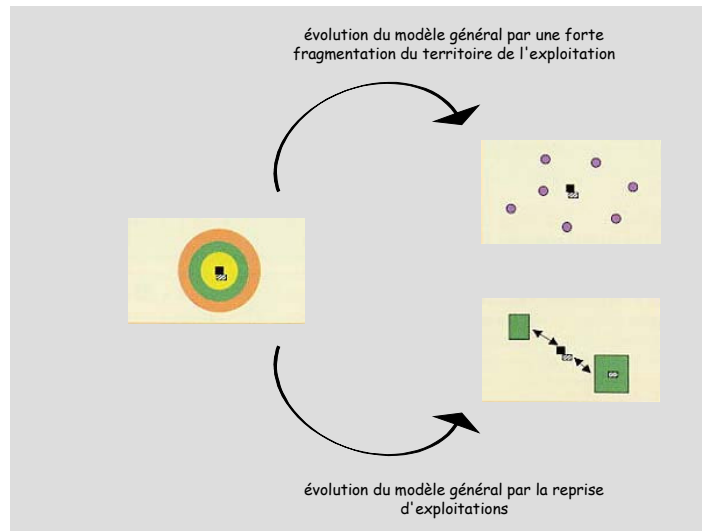 évolution du modèle général par une forte
fragmentation du territoire de l'exploitation
évolution du modèle général par la reprise
d'exploitations